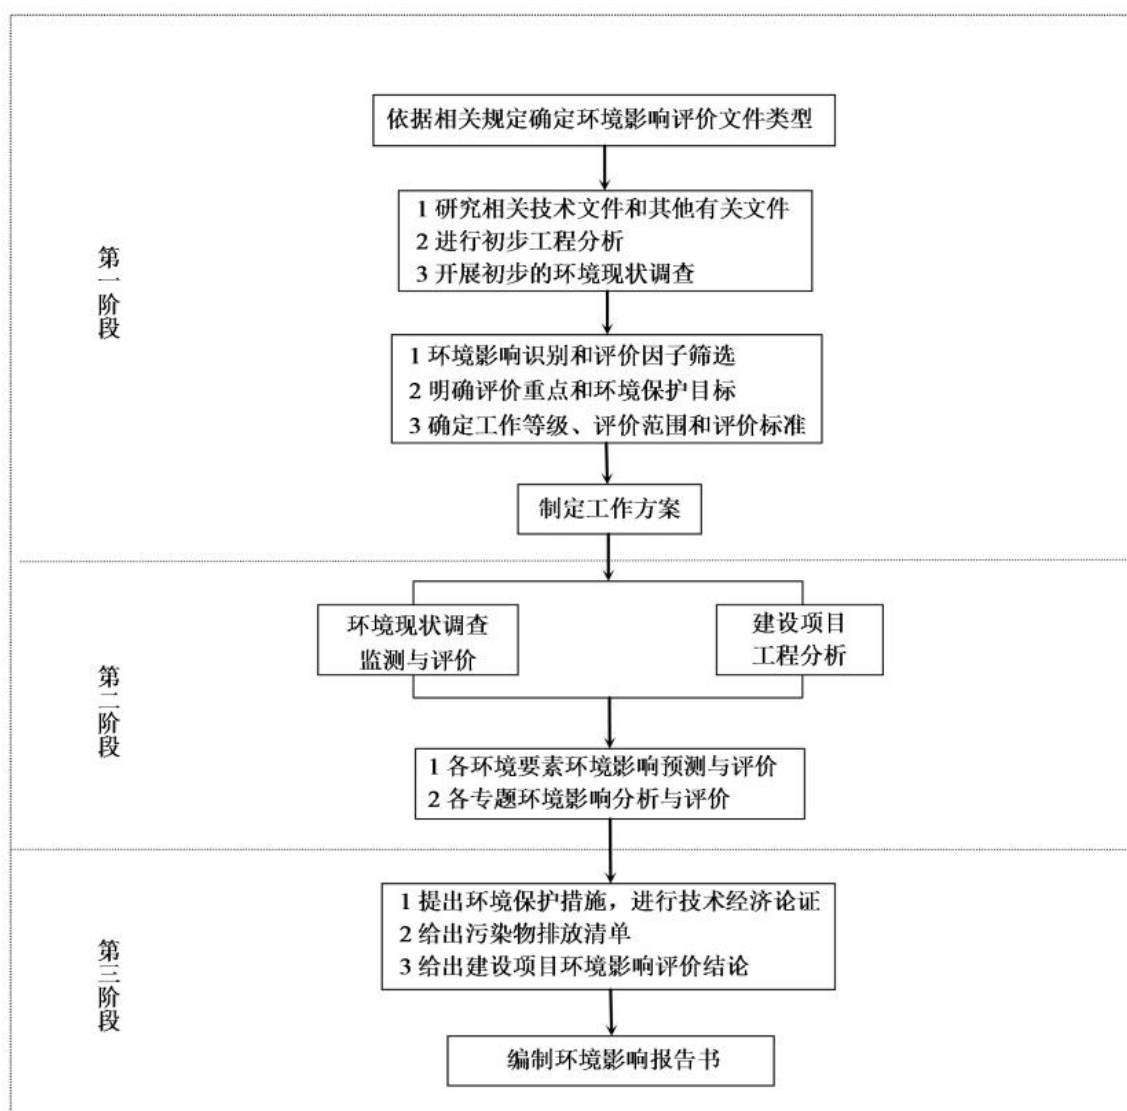 依据相关规定确定环境影响评价文件类型
1 研究相关技术文件和其他有关文件
2 进行初步工程分析
3 开展初步的环境现状调查
第一阶段
1 环境影响识别和评价因子筛选
2 明确评价重点和环境保护目标
3 确定工作等级、评价范围和评价标准
制定工作方案
环境现状调查
监测与评价
建设项目
工程分析
第二阶段
1 各环境要素环境影响预测与评价
2 各专题环境影响分析与评价
1 提出环境保护措施，进行技术经济论证
2 给出污染物排放清单
3 给出建设项目环境影响评价结论
第三阶段
编制环境影响报告书